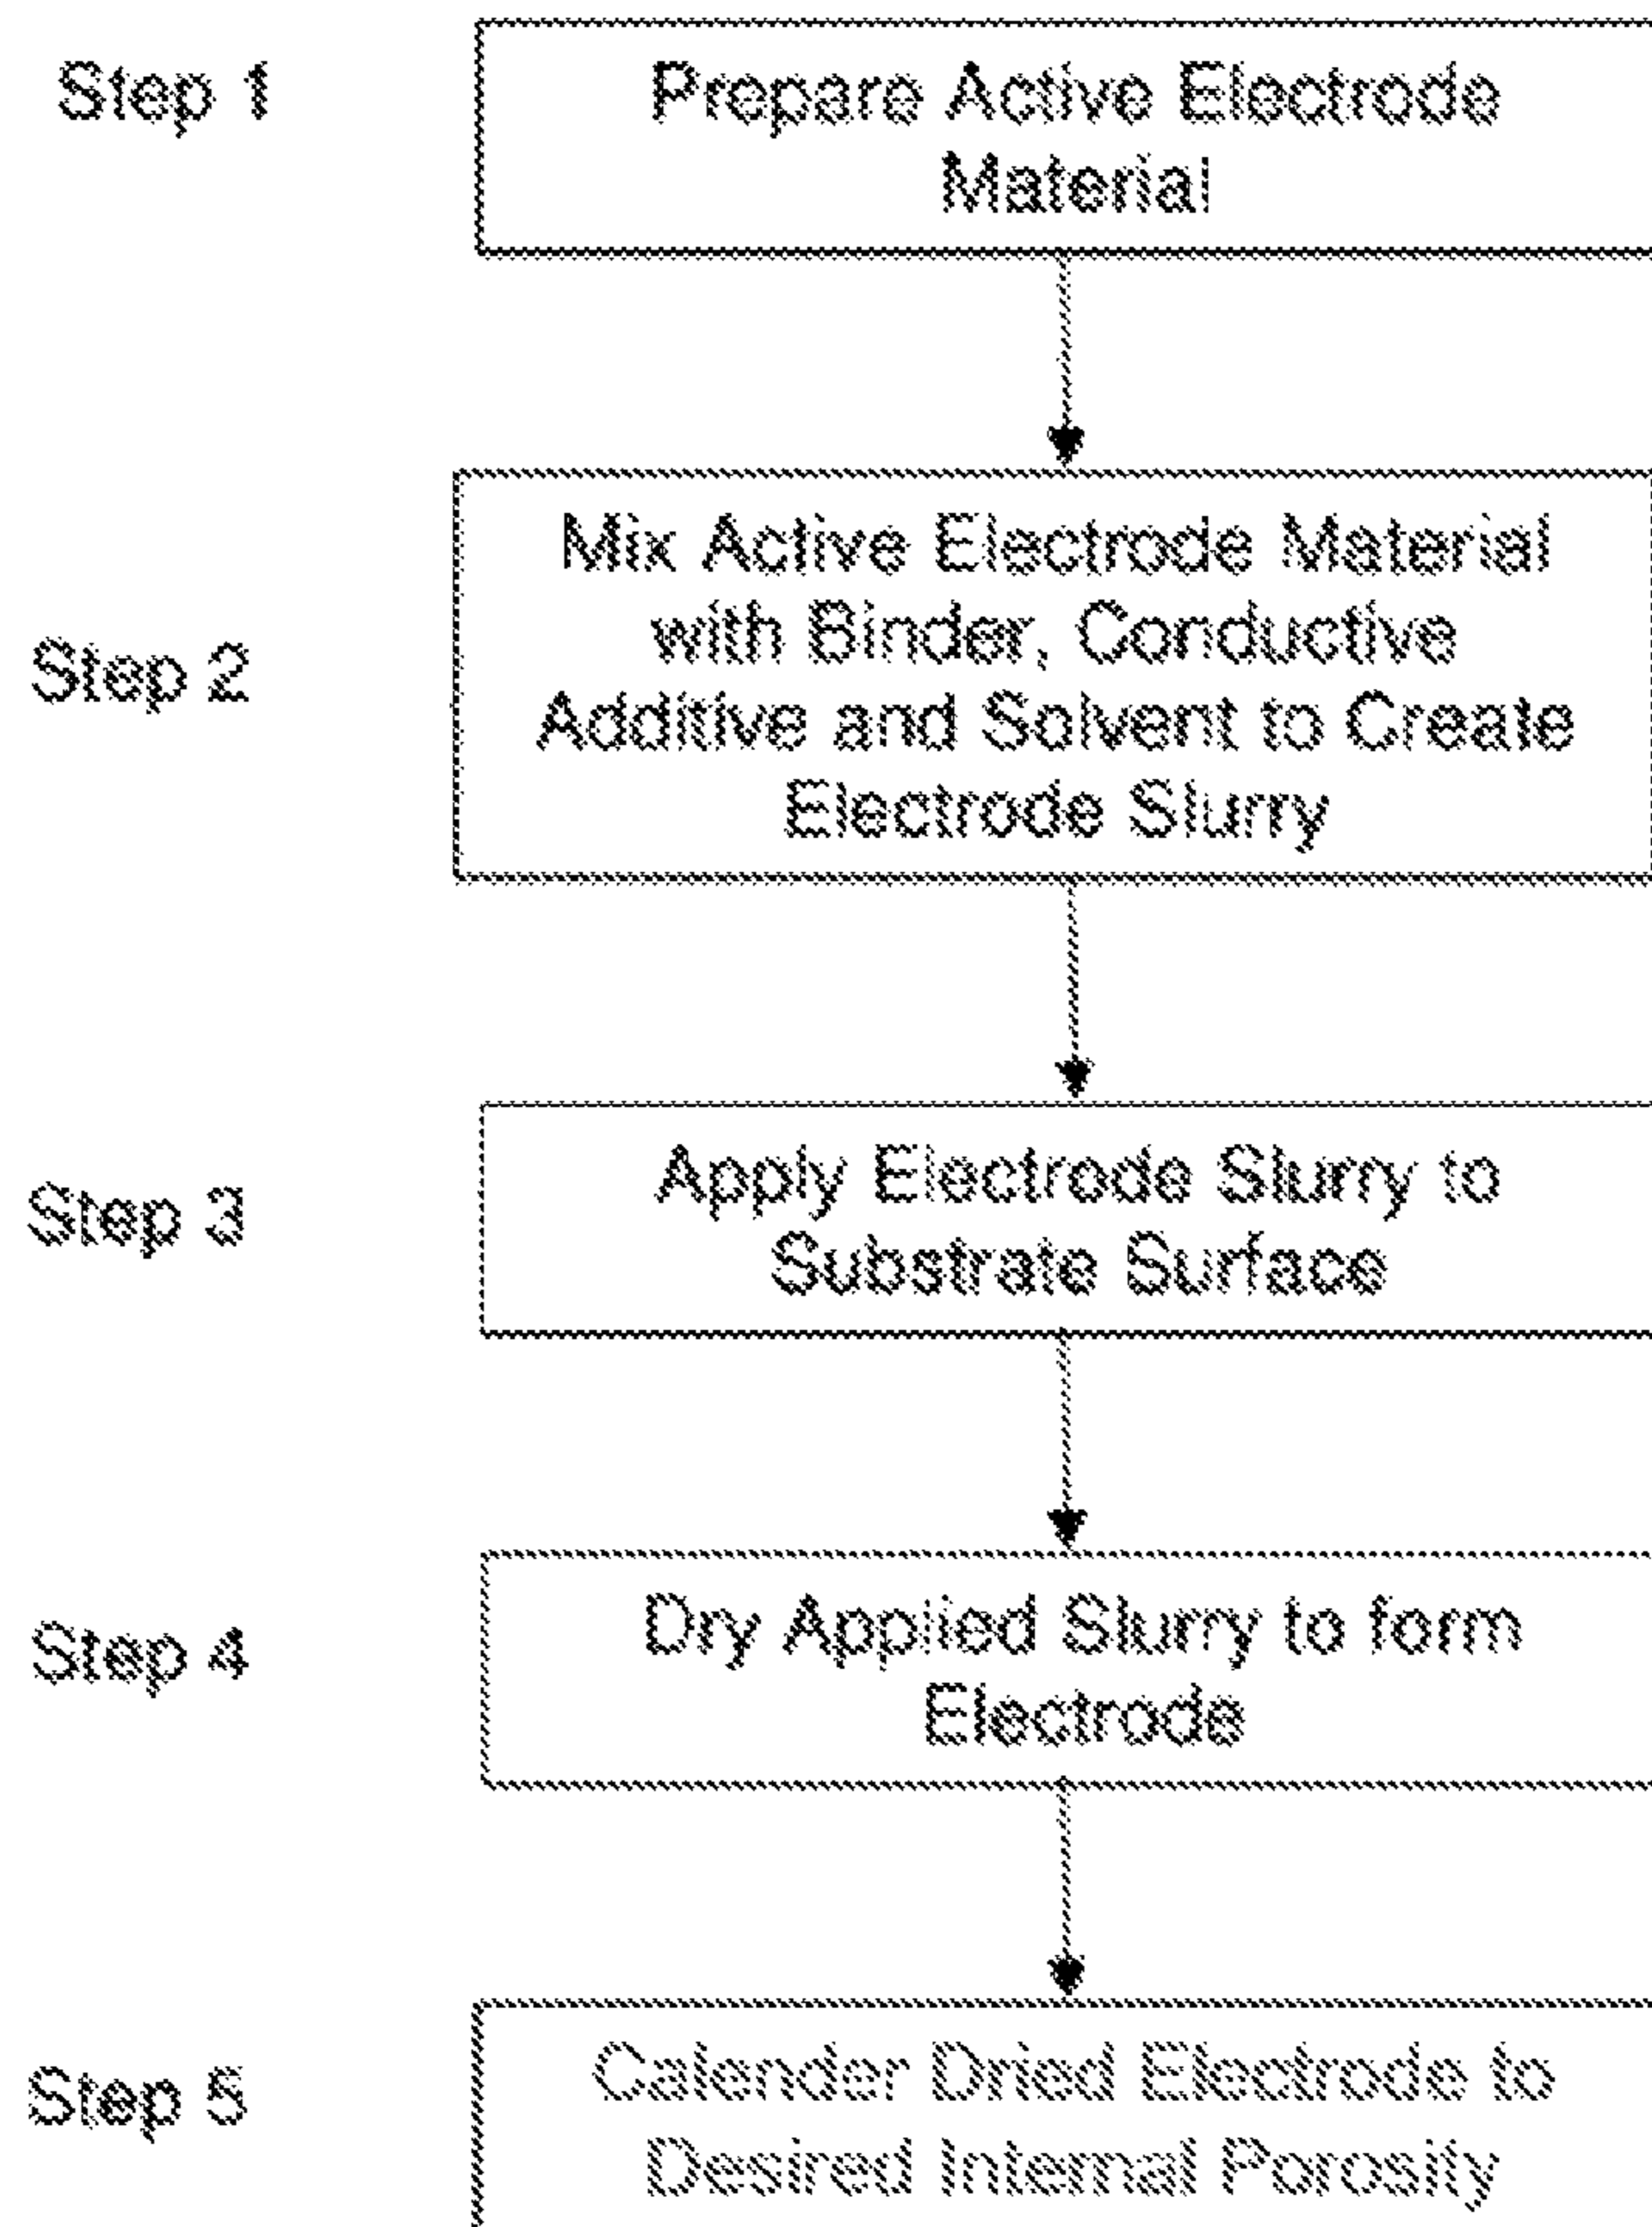 Step 1
Prepare Active Electrode
Material
Step 2
Mix Active Electrode Material
with Binder, Conductive
Additive and Solvent to Create
Electrode Slurry
Step 3
Apply Electrode Slurry to
Substrate Surface
Step 4
Dry Applied Slurry to form
Electrode
Step 5
Calender Dried Electrode to
Desired Internal Porosity